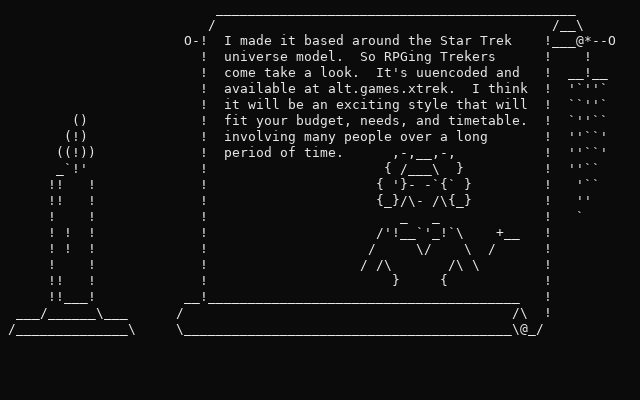 I made it based around the Star Trek
universe model.  So RPGing Trekers
come take a look.  It's uuencoded and
available at alt.games.xtrek.  I think
it will be an exciting style that will
fit your budget, needs, and timetable.
involving many people over a long
period of time.